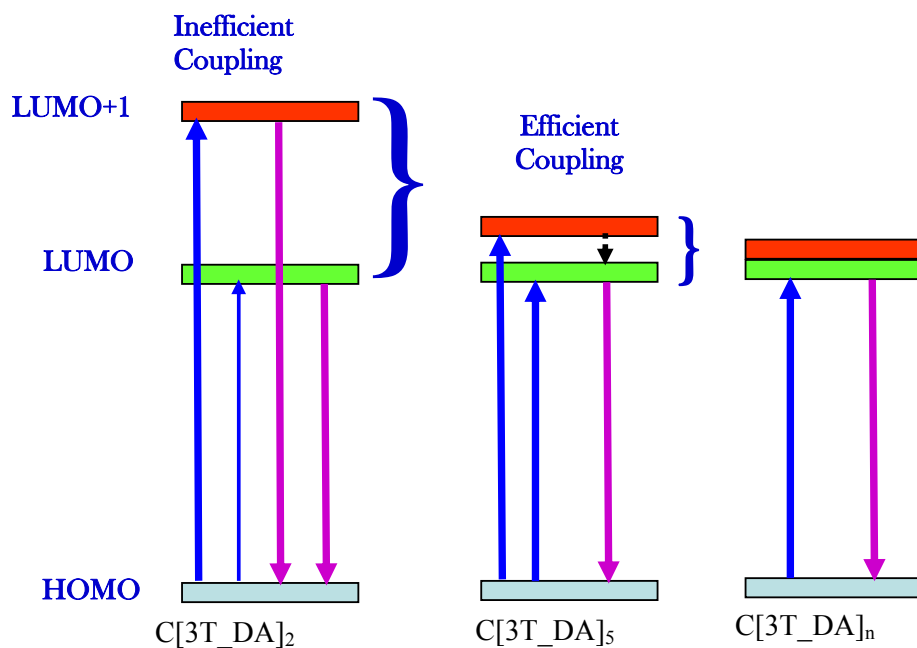 Inefficient
Coupling
LUMO+1
Efficient
Coupling
LUMO
HOMO
C[3T_DA]₂
C[3T_DA]₅
C[3T_DA]n